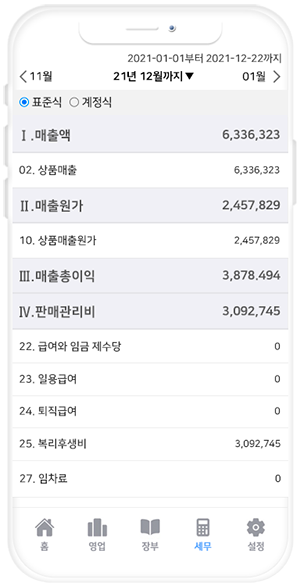 2021-01-01부터 2021-12-22까지
11월 21년 12월까지▼ 01월
표준식 계정식
Ⅰ.매출액 6,336,323
02. 상품매출 6,336,323
Ⅱ.매출원가 2,457,829
10. 상품매출원가 2,457,829
Ⅲ.매출총이익 3,878.494
Ⅳ.판매관리비 3,092,745
22. 급여와 임금 제수당 0
23. 일용급여 0
24. 퇴직급여 0
25. 복리후생비 3,092,745
27. 임차료 0
홈 영업 장부 세무 설정